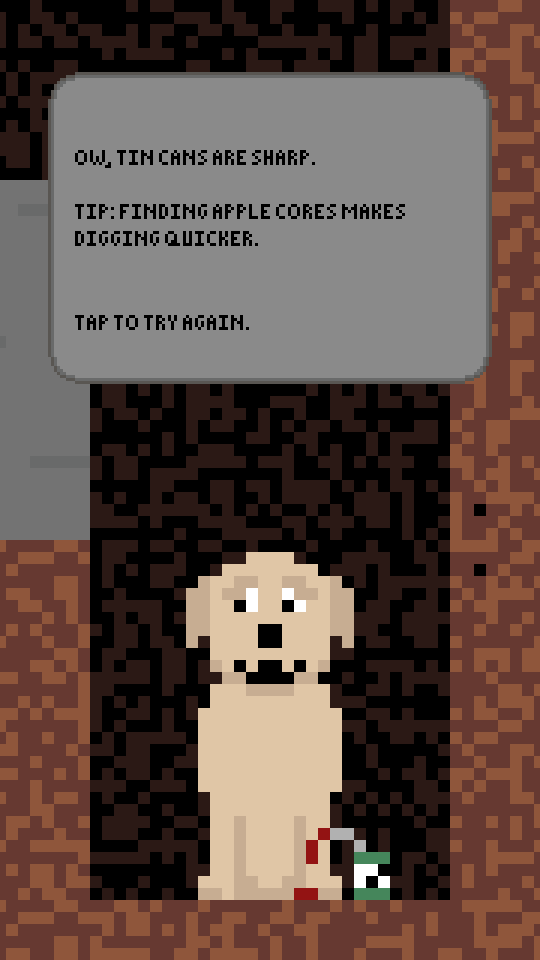 OW, TIN CANS ARE SHARP.
TIP: FINDING APPLE CORES MAKES
DIGGING QUICKER.
TAP TO TRY AGAIN.